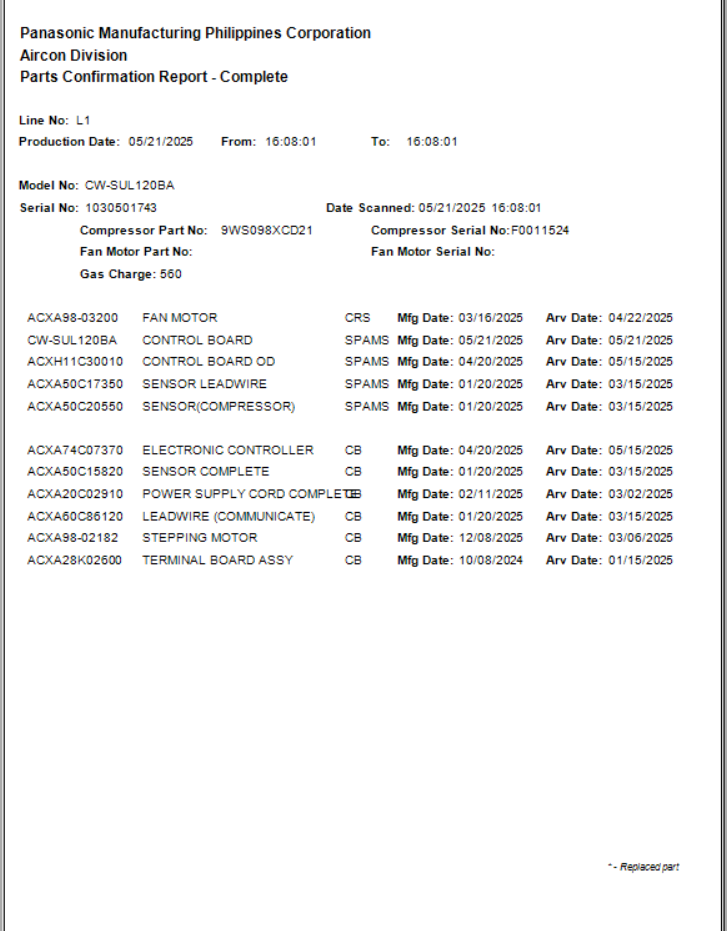 Panasonic Manufacturing Philippines Corporation
Aircon Division
Parts Confirmation Report - Complete
Line No: L1
Production Date: 05/21/2025 From: 16:08:01 To: 16:08:01
Model No: CW-SUL120BA
Serial No: 1030501743 Date Scanned: 05/21/2025 16:08:01
Compressor Part No: 9WS098XCD21 Compressor Serial No:F0011524
Fan Motor Part No: Fan Motor Serial No:
Gas Charge: 560
ACXA98-03200 FAN MOTOR CRS Mfg Date: 03/16/2025 Arv Date: 04/22/2025
CW-SUL120BA CONTROL BOARD SPAMS Mfg Date: 05/21/2025 Arv Date: 05/21/2025
ACXH11C30010 CONTROL BOARD OD SPAMS Mfg Date: 04/20/2025 Arv Date: 05/15/2025
ACXA50C17350 SENSOR LEADWIRE SPAMS Mfg Date: 01/20/2025 Arv Date: 03/15/2025
ACXA50C20550 SENSOR(COMPRESSOR) SPAMS Mfg Date: 01/20/2025 Arv Date: 03/15/2025
ACXA74C07370 ELECTRONIC CONTROLLER CB Mfg Date: 04/20/2025 Arv Date: 05/15/2025
ACXA50C15820 SENSOR COMPLETE CB Mfg Date: 01/20/2025 Arv Date: 03/15/2025
ACXA20C02910 POWER SUPPLY CORD COMPLETE CB Mfg Date: 02/11/2025 Arv Date: 03/02/2025
ACXA60C86120 LEADWIRE (COMMUNICATE) CB Mfg Date: 01/20/2025 Arv Date: 03/15/2025
ACXA98-02182 STEPPING MOTOR CB Mfg Date: 12/08/2025 Arv Date: 03/06/2025
ACXA28K02600 TERMINAL BOARD ASSY CB Mfg Date: 10/08/2024 Arv Date: 01/15/2025
* - Replaced part